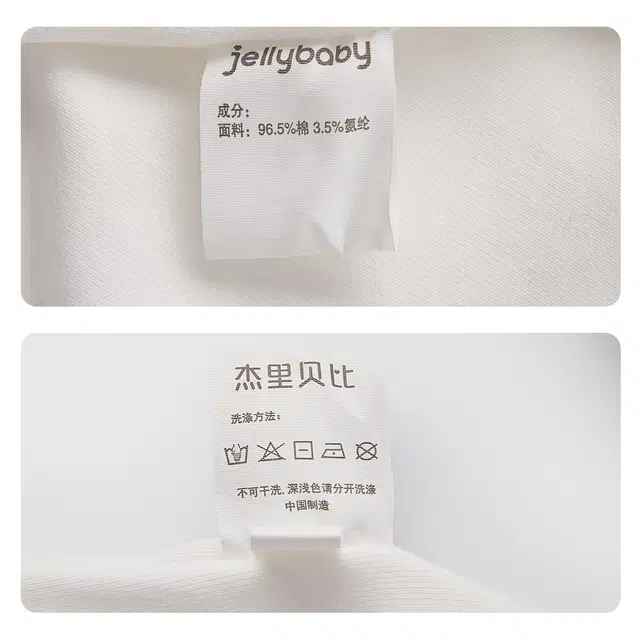 jellybaby
成分：
面料：96.5%棉 3.5%氨纶
杰里贝比
洗涤方法：
不可干洗，深浅色请分开洗涤
中国制造